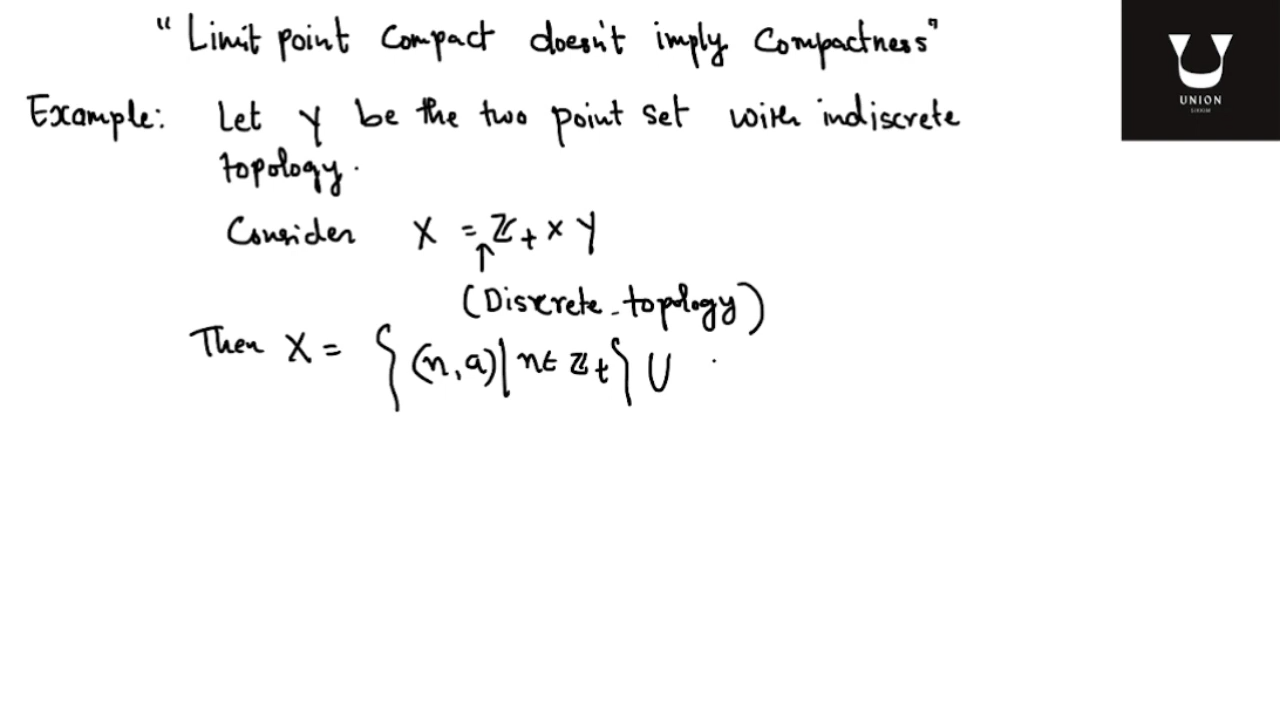 "Limit point compact doesn't imply Compactness"
UNION
Example: Let Y be the two point set with indiscrete
topology.
Consider X = ℤ+ × Y
↑
(Discrete topology)
Then X = {(n, a) | n ∈ ℤ+} ∪